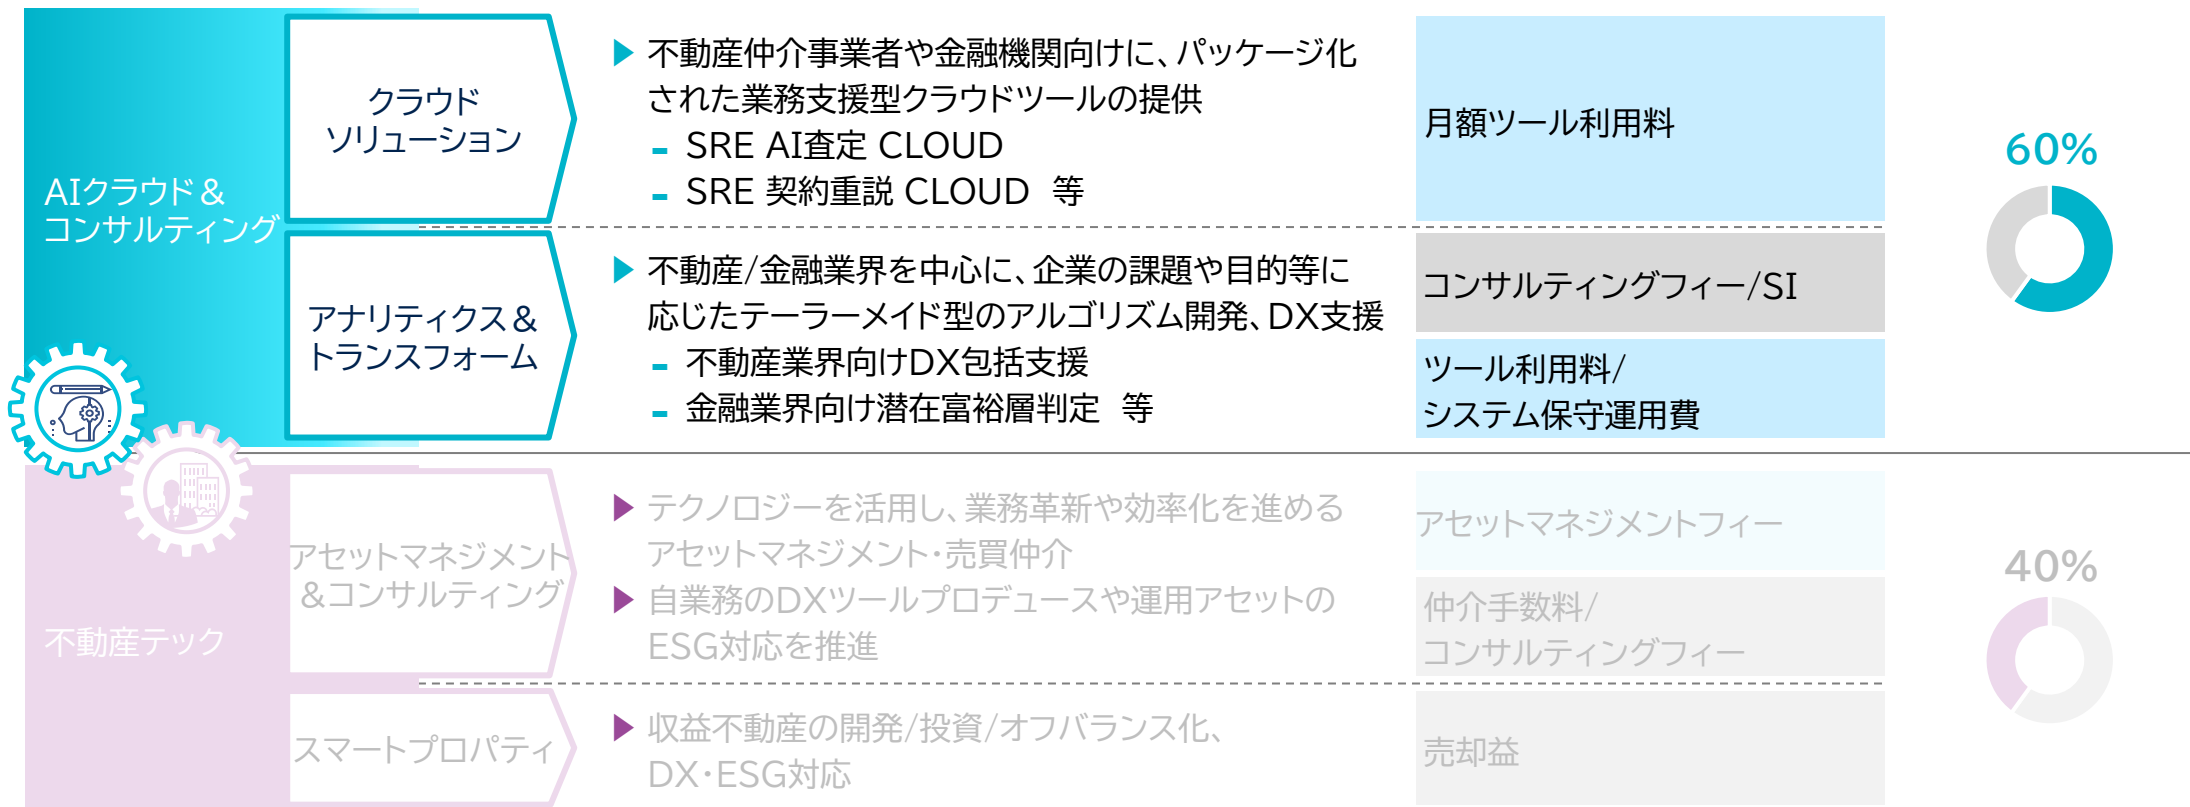 AIクラウド＆
コンサルティング
クラウド
ソリューション
▶ 不動産仲介事業者や金融機関向けに、パッケージ化
された業務支援型クラウドツールの提供
- SRE AI査定 CLOUD
- SRE 契約重説 CLOUD 等
月額ツール利用料
60%
アナリティクス＆
トランスフォーム
▶ 不動産/金融業界を中心に、企業の課題や目的等に
応じたテーラーメイド型のアルゴリズム開発、DX支援
- 不動産業界向けDX包括支援
- 金融業界向け潜在富裕層判定 等
コンサルティングフィー/SI
ツール利用料/
システム保守運用費
不動産テック
アセットマネジメント
＆コンサルティング
▶ テクノロジーを活用し、業務革新や効率化を進める
アセットマネジメント・売買仲介
▶ 自業務のDXツールプロデュースや運用アセットの
ESG対応を推進
アセットマネジメントフィー
仲介手数料/
コンサルティングフィー
40%
スマートプロパティ
▶ 収益不動産の開発/投資/オフバランス化、
DX・ESG対応
売却益